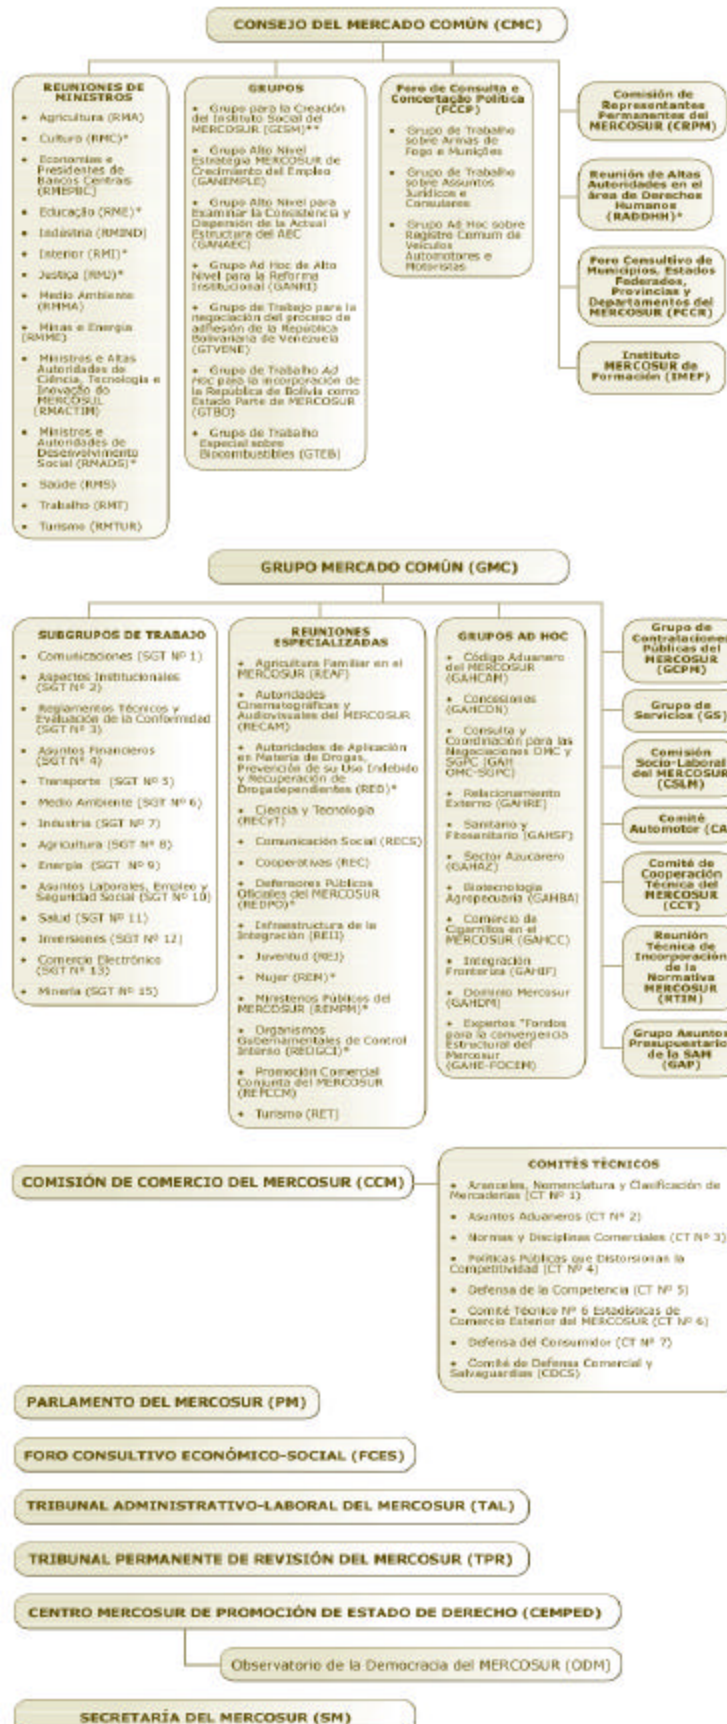 CONSEJO DEL MERCADO COMÚN (CMC)
REUNIONES DE
MINISTROS
• Agricultura (RMA)
• Cultura (RMC)*
• Economias e
Presidentes de
Bancos Centrais
(RMEPBC)
• Educação (RME)*
• Indústria (RMIND)
• Interior (RMI)*
• Justiça (RMJ)*
• Medio Ambiente
(RMMA)
• Minas e Energia
(RMME)
• Ministros e Altas
Autoridades de
Ciência, Tecnologia e
Inovação do
MERCOSUL
(RMACTIM)
• Ministros e
Autoridades de
Desenvolvimento
Social (RMADS)*
• Saúde (RMS)
• Trabalho (RMT)
• Turismo (RMTUR)
GRUPOS
• Grupo para la Creación
del Instituto Social del
MERCOSUR (GESM)**
• Grupo Alto Nivel
Estrategia MERCOSUR de
Crecimiento del Empleo
(GANEMPLE)
• Grupo Alto Nivel para
Examinar la Consistencia y
Dispersión de la Actual
Estructura del AEC
(GANAEC)
• Grupo Ad Hoc de Alto
Nivel para la Reforma
Institucional (GANRI)
• Grupo de Trabajo para la
negociación del proceso de
adhesión de la República
Bolivariana de Venezuela
(GTVENE)
• Grupo de Trabalho Ad
Hoc para la incorporación de
la República de Bolivia como
Estado Parte de MERCOSUR
(GTBO)
• Grupo de Trabalho
Especial sobre
Biocombustibles (GTEB)
Foro de Consulta e
Concertação Política
(FCCP)
• Grupo de Trabalho
sobre Armas de
Fogo e Munições
• Grupo de Trabalho
sobre Assuntos
Jurídicos e
Consulares
• Grupo Ad Hoc sobre
Registro Comum de
Veículos
Automotores e
Motoristas
Comisión de
Representantes
Permanentes del
MERCOSUR (CRPM)
Reunión de Altas
Autoridades en el
área de Derechos
Humanos
(RADDHH)*
Foro Consultivo de
Municipios, Estados
Federados,
Provincias y
Departamentos del
MERCOSUR (FCCR)
Instituto
MERCOSUR de
Formación (IMEF)
GRUPO MERCADO COMÚN (GMC)
SUBGRUPOS DE TRABAJO
• Comunicaciones (SGT Nº 1)
• Aspectos Institucionales
(SGT Nº 2)
• Reglamentos Técnicos y
Evaluación de la Conformidad
(SGT Nº 3)
• Asuntos Financieros
(SGT Nº 4)
• Transporte (SGT Nº 5)
• Medio Ambiente (SGT Nº 6)
• Industria (SGT Nº 7)
• Agricultura (SGT Nº 8)
• Energía (SGT Nº 9)
• Asuntos Laborales, Empleo y
Seguridad Social (SGT Nº 10)
• Salud (SGT Nº 11)
• Inversiones (SGT Nº 12)
• Comercio Electrónico
(SGT Nº 13)
• Minería (SGT Nº 15)
REUNIONES
ESPECIALIZADAS
• Agricultura Familiar en el
MERCOSUR (REAF)
• Autoridades
Cinematográficas y
Audiovisuales del MERCOSUR
(RECAM)
• Autoridades de Aplicación
en Materia de Drogas,
Prevención de su Uso Indebido
y Recuperación de
Drogadependientes (RED)*
• Ciencia y Tecnología
(RECyT)
• Comunicación Social (RECS)
• Cooperativas (REC)
• Defensores Públicos
Oficiales del MERCOSUR
(REDPO)*
• Infraestructura de la
Integración (REII)
• Juventud (REJ)
• Mujer (REM)*
• Ministerios Públicos del
MERCOSUR (REMPM)*
• Organismos
Gubernamentales de Control
Interno (REOGCI)*
• Promoción Comercial
Conjunta del MERCOSUR
(REPCCM)
• Turismo (RET)
GRUPOS AD HOC
• Código Aduanero
del MERCOSUR
(GAHCAM)
• Concesiones
(GAHCON)
• Consulta y
Coordinación para las
Negociaciones OMC y
SGPC (GAH
OMC-SGPC)
• Relacionamiento
Externo (GAHRE)
• Sanitario y
Fitosanitario (GAHSF)
• Sector Azucarero
(GAHAZ)
• Biotecnología
Agropecuaria (GAHBA)
• Comercio de
Cigarrillos en el
MERCOSUR (GAHCC)
• Integración
Fronteriza (GAHIF)
• Dominio Mercosur
(GAHDM)
• Expertos "Fondos
para la convergencia
Estructural del
Mercosur
(GAHE-FOCEM)
Grupo de
Contrataciones
Públicas del
MERCOSUR
(GCPM)
Grupo de
Servicios (GS)
Comisión
Socio-Laboral
del MERCOSUR
(CSLM)
Comité
Automotor (CA
Comité de
Cooperación
Técnica del
MERCOSUR
(CCT)
Reunión
Técnica de
Incorporación
de la
Normativa
MERCOSUR
(RTIN)
Grupo Asuntos
Presupuestario
de la SAM
(GAP)
COMISIÓN DE COMERCIO DEL MERCOSUR (CCM)
COMITÉS TÉCNICOS
• Aranceles, Nomenclatura y Clasificación de
Mercaderías (CT Nº 1)
• Asuntos Aduaneros (CT Nº 2)
• Normas y Disciplinas Comerciales (CT Nº 3)
• Políticas Públicas que Distorsionan la
Competitividad (CT Nº 4)
• Defensa de la Competencia (CT Nº 5)
• Comité Técnico Nº 6 Estadísticas de
Comercio Exterior del MERCOSUR (CT Nº 6)
• Defensa del Consumidor (CT Nº 7)
• Comité de Defensa Comercial y
Salvaguardias (CDCS)
PARLAMENTO DEL MERCOSUR (PM)
FORO CONSULTIVO ECONÓMICO-SOCIAL (FCES)
TRIBUNAL ADMINISTRATIVO-LABORAL DEL MERCOSUR (TAL)
TRIBUNAL PERMANENTE DE REVISIÓN DEL MERCOSUR (TPR)
CENTRO MERCOSUR DE PROMOCIÓN DE ESTADO DE DERECHO (CEMPED)
Observatorio de la Democracia del MERCOSUR (ODM)
SECRETARÍA DEL MERCOSUR (SM)